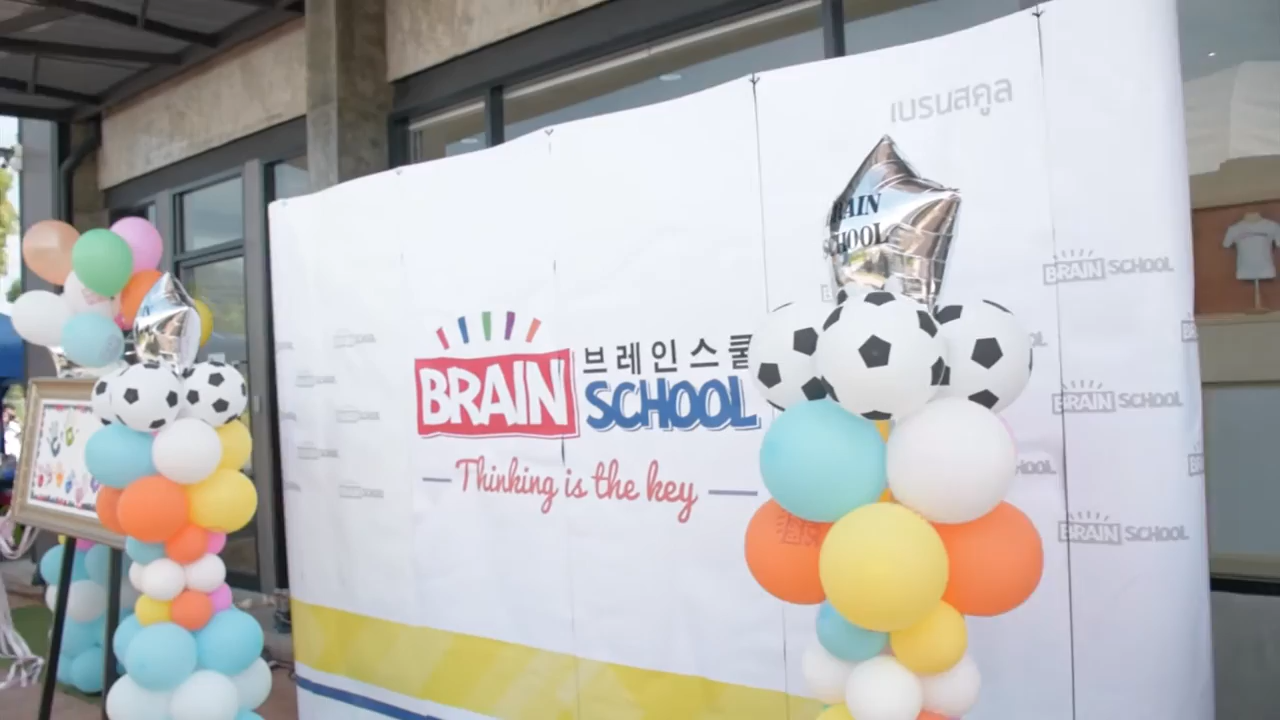 เบรนสคูล
BRAIN
SCHOOL
브레인스쿨
BRAIN SCHOOL
Thinking is the key
BRAIN SCHOOL
BRAIN SCHOOL
BRAIN SCHOOL